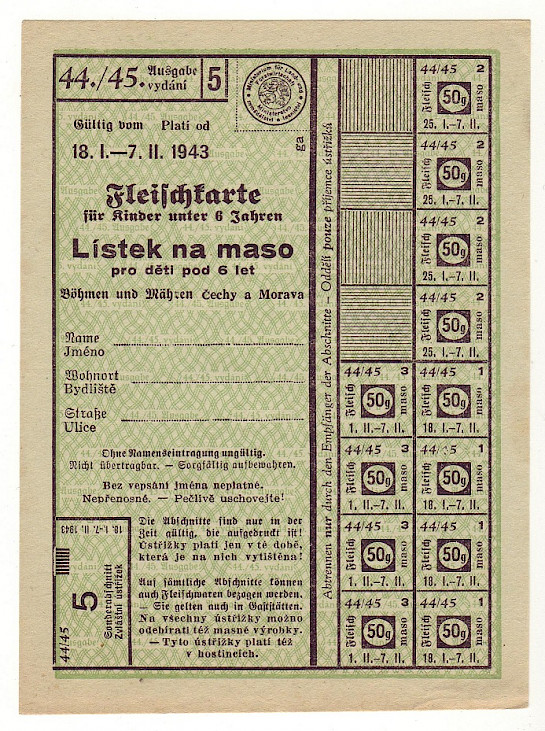 44./45. Ausgabe vydání 5
Gültig vom Platí od
18. I.—7. II. 1943
Fleischkarte
für Kinder unter 6 Jahren
Lístek na maso
pro děti pod 6 let
Böhmen und Mähren Čechy a Morava
Name
Jméno
Wohnort
Bydliště
Straße
Ulice
Ohne Namenseintragung ungültig.
Nicht übertragbar. — Sorgfältig aufbewahren.
Bez vepsání jména neplatné.
Nepřenosné. — Pečlivě uschovejte!
Die Abschnitte sind nur in der
Zeit gültig, die aufgedruckt ist!
Ústřižky platí jen v té době,
která je na nich vytištěna!
Auf sämtliche Abschnitte können
auch Fleischwaren bezogen werden.
— Sie gelten auch in Gaststätten.
Na všechny ústřižky možno
odebírati též masné výrobky.
— Tyto ústřižky platí též
v hostincích.
44/45
5
Sonderabschnitt
Zvláštní ústřižek
18. I.-7. II. 1943
ga
Abtrennen nur durch den Empfänger der Abschnitte — Oddělí pouze příjemce ústřižků
44/45 2
Fleisch 50g maso
25. I.-7. II.
44/45 2
Fleisch 50g maso
25. I.-7. II.
44/45 2
Fleisch 50g maso
25. I.-7. II.
44/45 2
Fleisch 50g maso
25. I.-7. II.
44/45 3
Fleisch 50g maso
1. II.-7. II.
44/45 1
Fleisch 50g maso
18. I.-7. II.
44/45 3
Fleisch 50g maso
1. II.-7. II.
44/45 1
Fleisch 50g maso
18. I.-7. II.
44/45 3
Fleisch 50g maso
1. II.-7. II.
44/45 1
Fleisch 50g maso
18. I.-7. II.
44/45 3
Fleisch 50g maso
1. II.-7. II.
44/45 1
Fleisch 50g maso
18. I.-7. II.